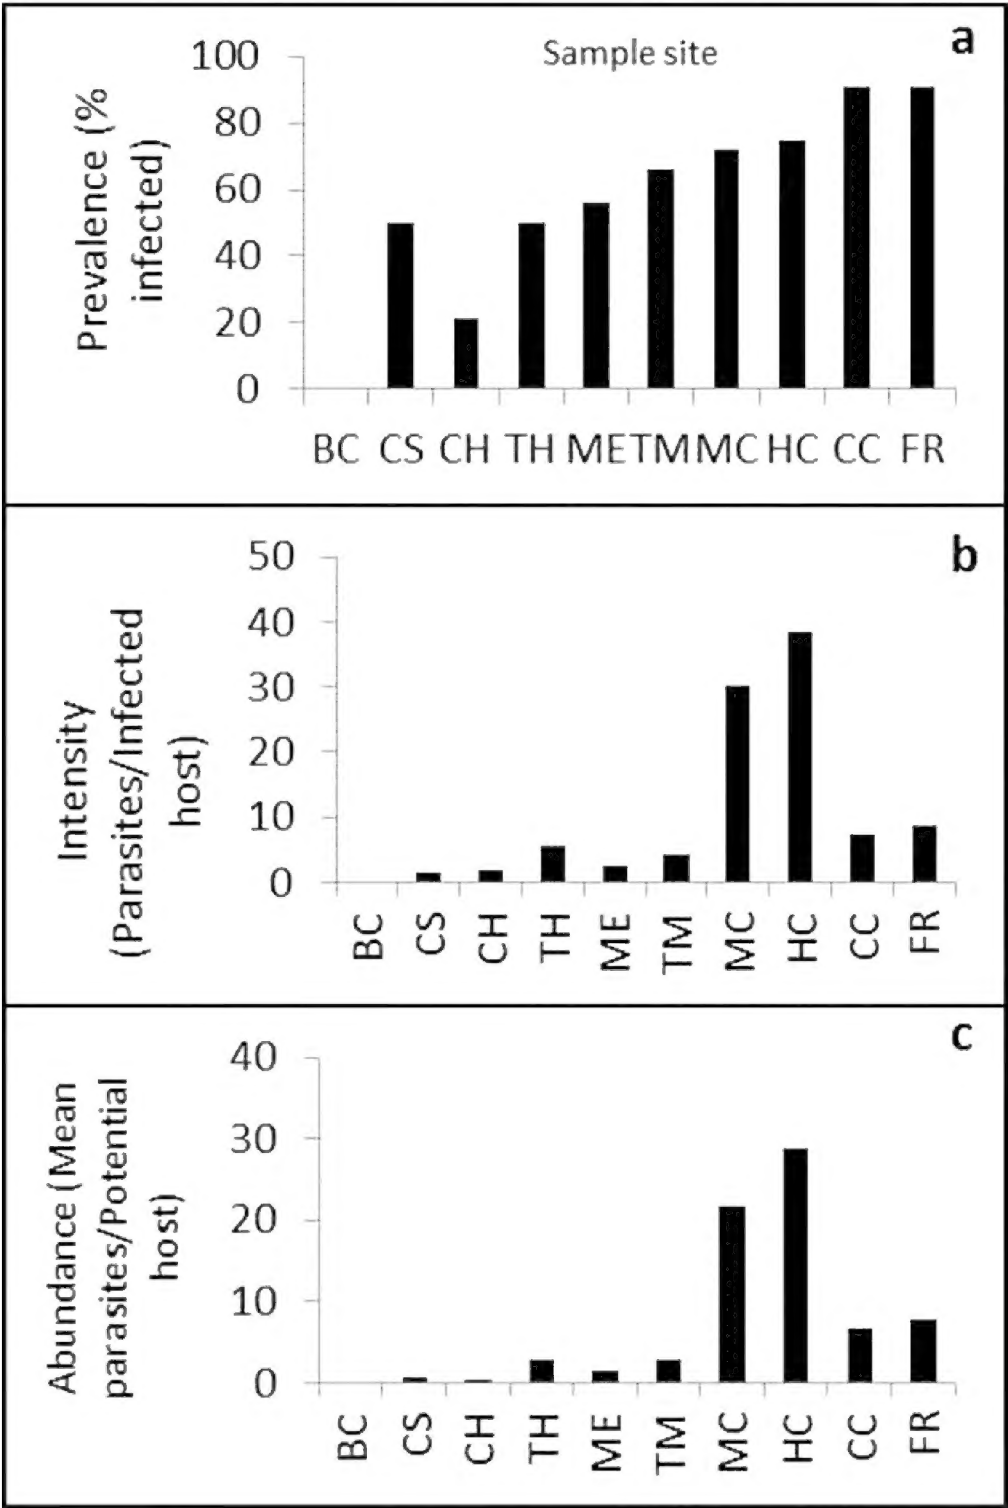 a
Sample site
Prevalence (%
infected)
100
80
60
40
20
0
BC CS CH TH ME TM MC HC CC FR
b
Intensity
(Parasites/Infected
host)
50
40
30
20
10
0
BC CS CH TH ME TM MC HC CC FR
c
Abundance (Mean
parasites/Potential
host)
40
30
20
10
0
BC CS CH TH ME TM MC HC CC FR